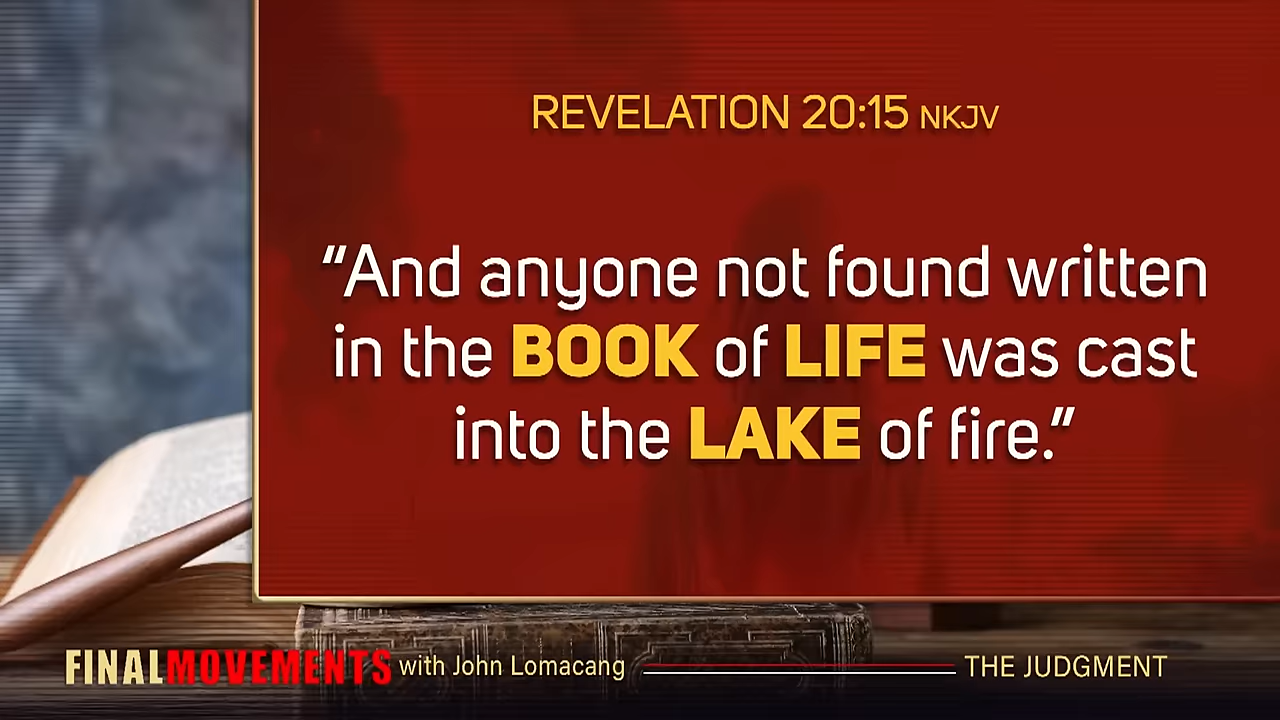 REVELATION 20:15 NKJV
“And anyone not found written
in the BOOK of LIFE was cast
into the LAKE of fire.”
FINALMOVEMENTS with John Lomacang THE JUDGMENT